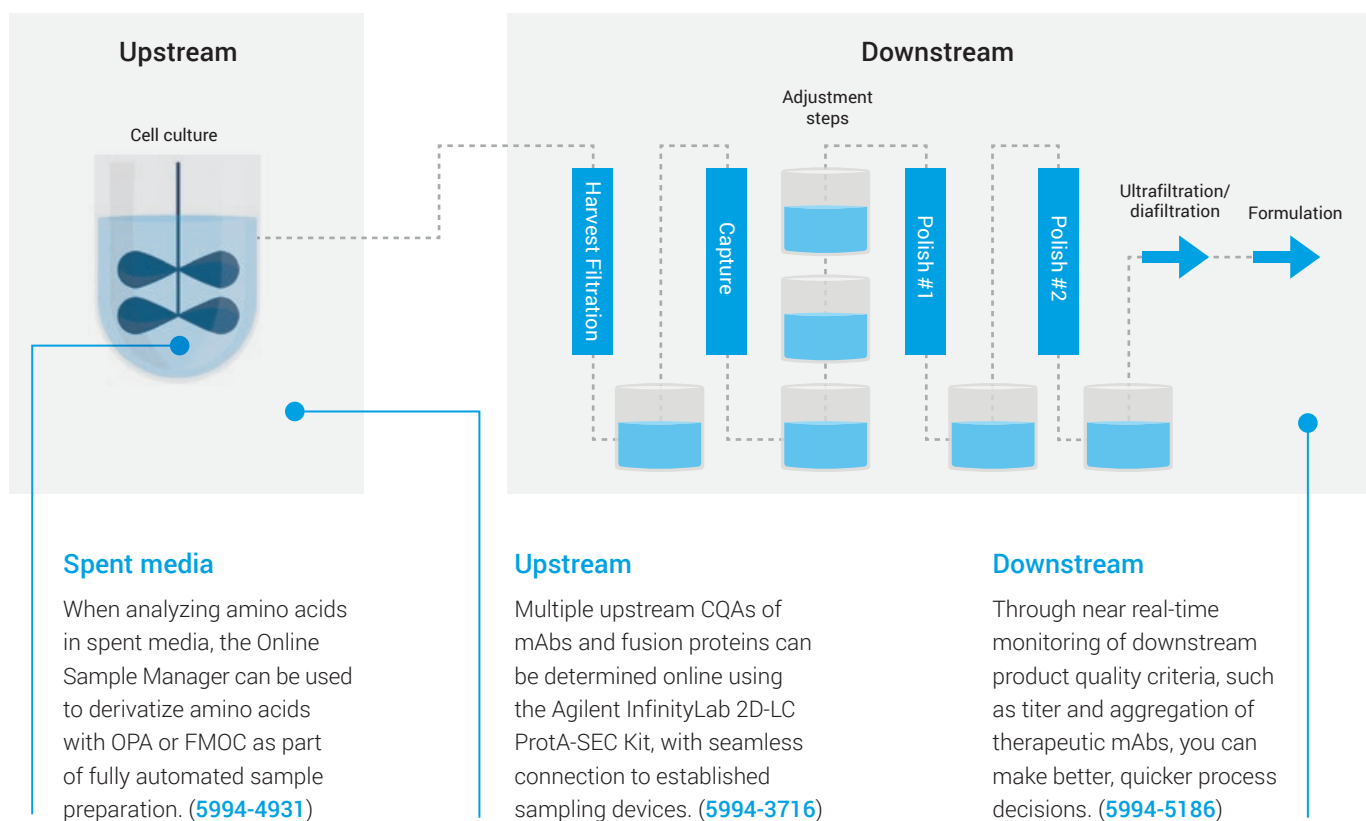 Upstream
Cell culture
Downstream
Adjustment
steps
Harvest Filtration
Capture
Polish #1
Polish #2
Ultrafiltration/
diafiltration
Formulation
Spent media
When analyzing amino acids
in spent media, the Online
Sample Manager can be used
to derivatize amino acids
with OPA or FMOC as part
of fully automated sample
preparation. (5994-4931)
Upstream
Multiple upstream CQAs of
mAbs and fusion proteins can
be determined online using
the Agilent InfinityLab 2D-LC
ProtA-SEC Kit, with seamless
connection to established
sampling devices. (5994-3716)
Downstream
Through near real-time
monitoring of downstream
product quality criteria, such
as titer and aggregation of
therapeutic mAbs, you can
make better, quicker process
decisions. (5994-5186)